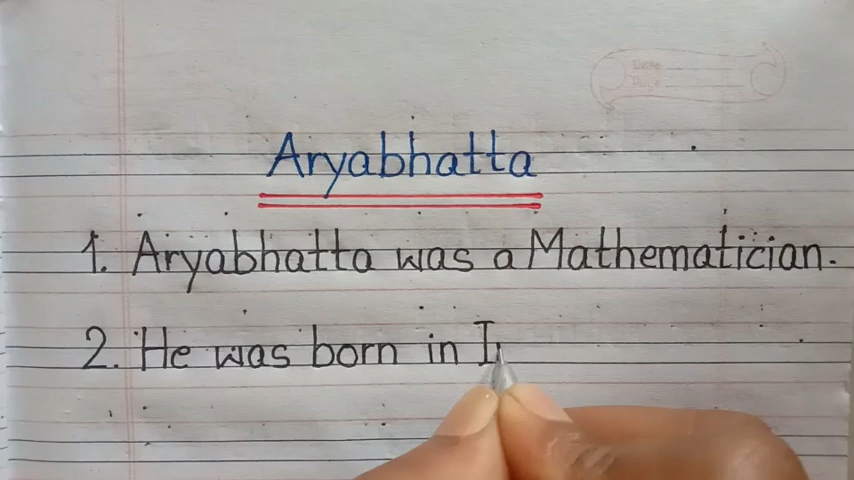 Aryabhatta
1. Aryabhatta was a Mathematician.
2. He was born in I